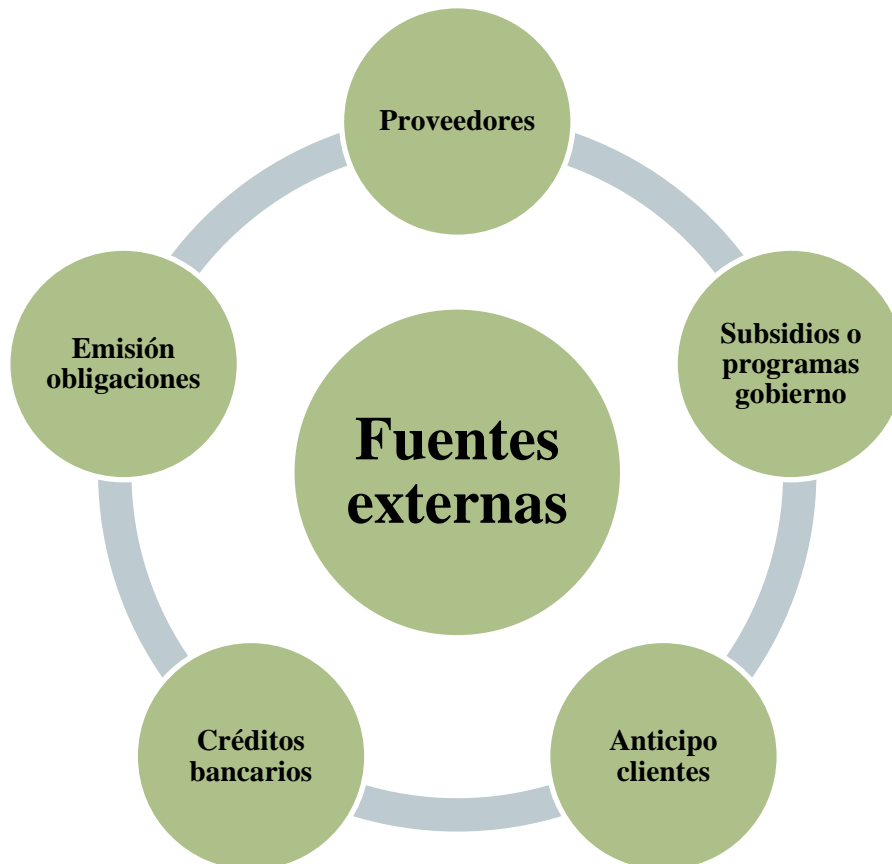 Proveedores
Subsidios o
programas
gobierno
Anticipo
clientes
Créditos
bancarios
Emisión
obligaciones
Fuentes
externas